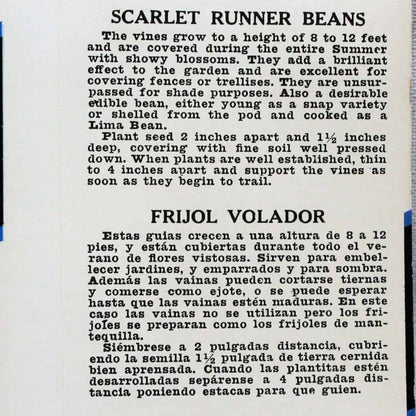 SCARLET RUNNER BEANS
The vines grow to a height of 8 to 12 feet
and are covered during the entire Summer
with showy blossoms. They add a brilliant
effect to the garden and are excellent for
covering fences or trellises. They are unsur-
passed for shade purposes. Also a desirable
edible bean, either young as a snap variety
or shelled from the pod and cooked as a
Lima Bean.
Plant seed 2 inches apart and 1½ inches
deep, covering with fine soil well pressed
down. When plants are well established, thin
to 4 inches apart and support the vines as
soon as they begin to trail.
FRIJOL VOLADOR
Estas guias crecen a una altura de 8 a 12
pies, y están cubiertas durante todo el ve-
rano de flores vistosas. Sirven para embel-
lecer jardines, y emparrados y para sombra.
Además las vainas pueden cortarse tiernas
y comerse como ejote, o se puede esperar
hasta que las vainas estén maduras. En este
caso las vainas no se utilizan pero los fri-
joles se preparan como los frijoles de man-
tequilla.
Siémbrese a 2 pulgadas distancia, cubri-
endo la semilla 1½ pulgada de tierra cernida
bien aprensada. Cuando las plantitas estén
desarrolladas sepárense a 4 pulgadas dis-
tancia poniendo estacas para que guien.